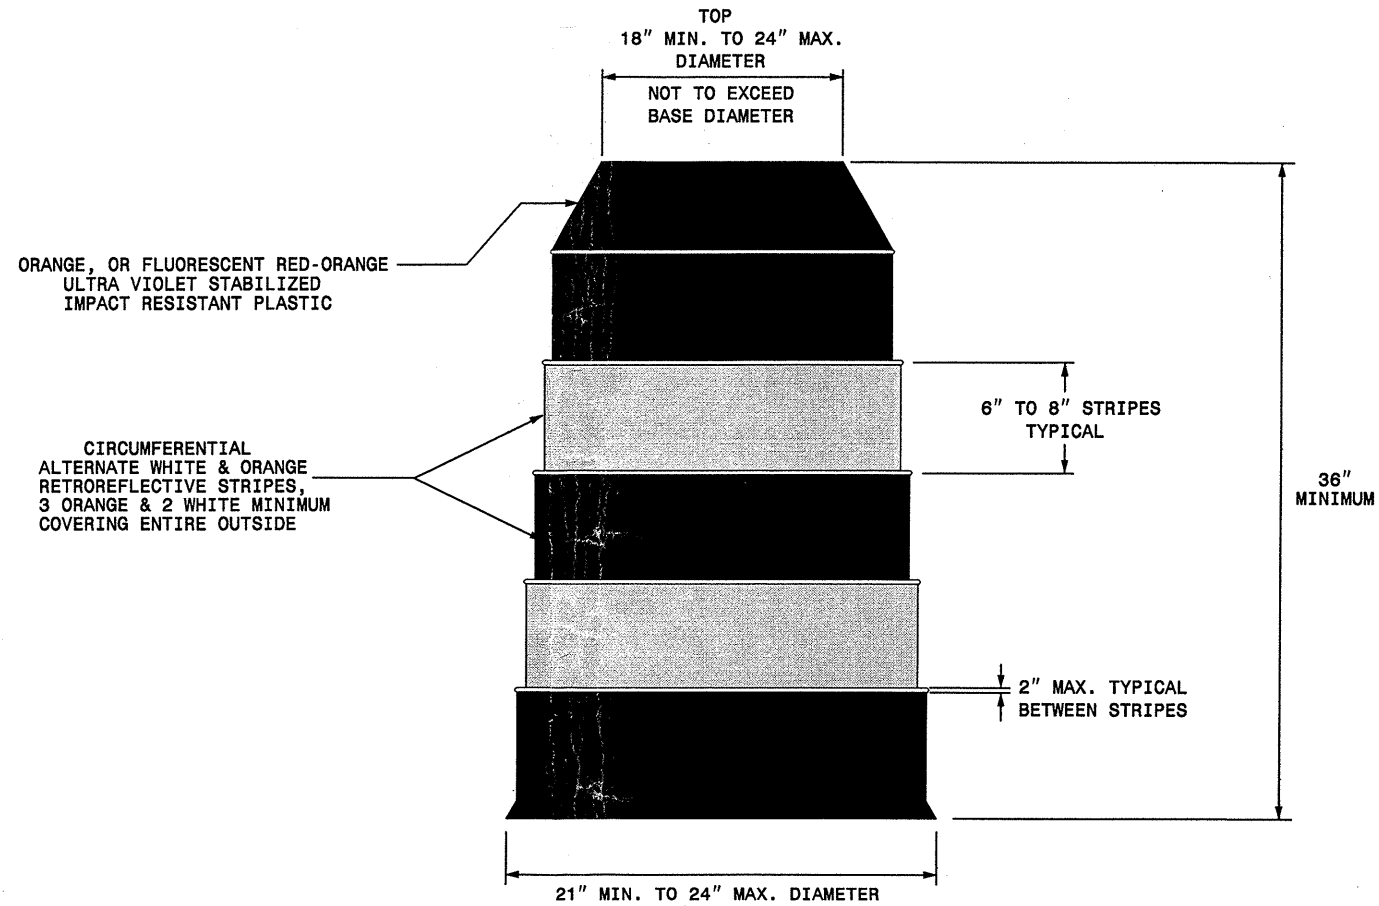 TOP
18" MIN. TO 24" MAX.
DIAMETER
NOT TO EXCEED
BASE DIAMETER
ORANGE, OR FLUORESCENT RED-ORANGE
ULTRA VIOLET STABILIZED
IMPACT RESISTANT PLASTIC
6" TO 8" STRIPES
TYPICAL
CIRCUMFERENTIAL
ALTERNATE WHITE & ORANGE
RETROREFLECTIVE STRIPES,
3 ORANGE & 2 WHITE MINIMUM
COVERING ENTIRE OUTSIDE
36"
MINIMUM
2" MAX. TYPICAL
BETWEEN STRIPES
21" MIN. TO 24" MAX. DIAMETER